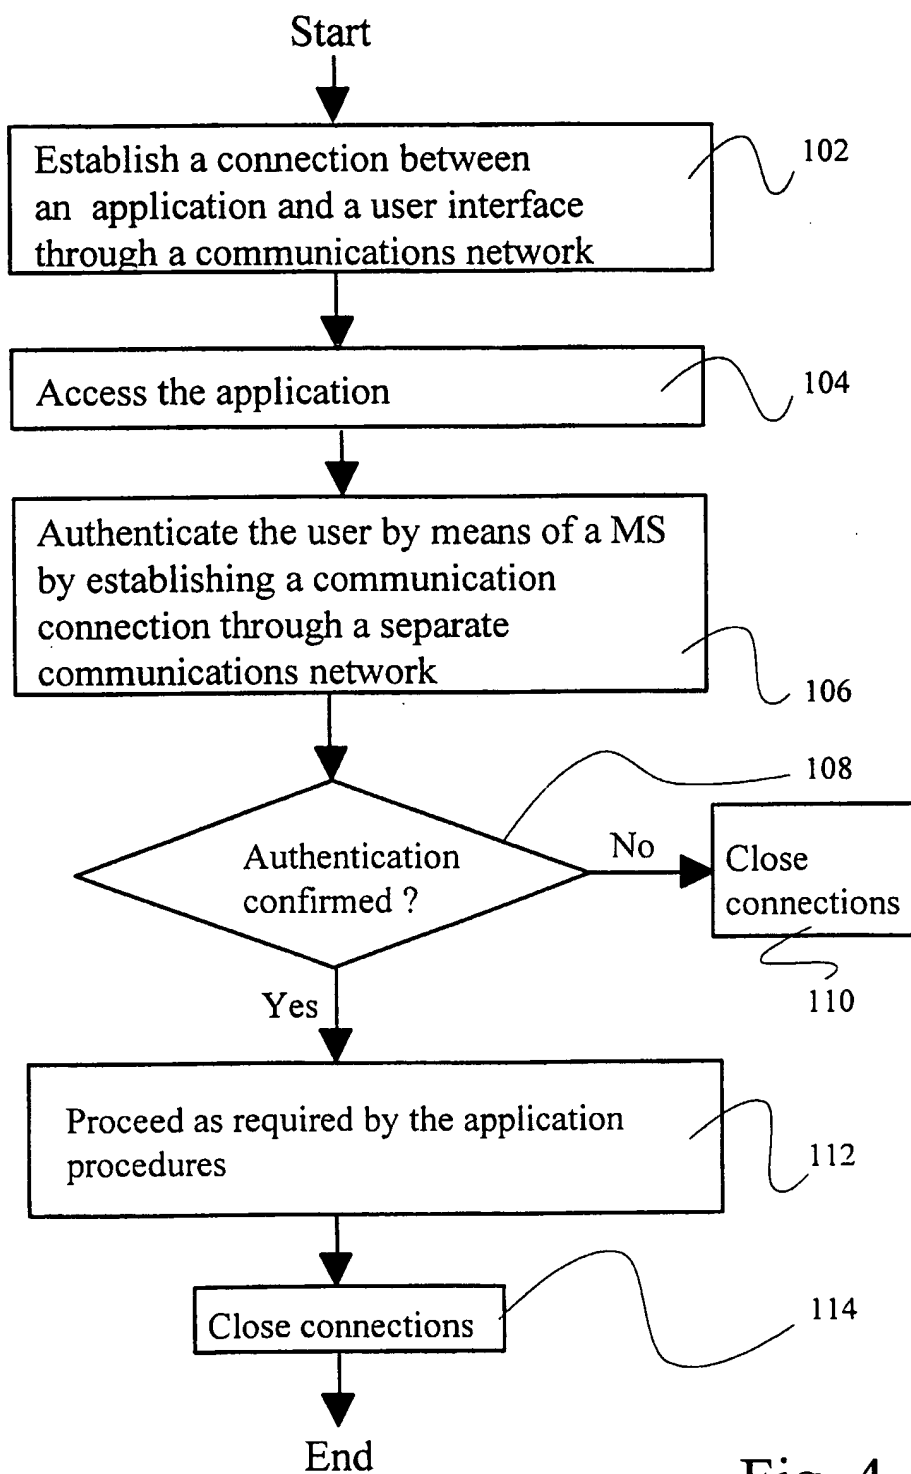 Start
Establish a connection between
an application and a user interface
through a communications network
102
Access the application
104
Authenticate the user by means of a MS
by establishing a communication
connection through a separate
communications network
106
108
Authentication
confirmed ?
No
Close
connections
110
Yes
Proceed as required by the application
procedures
112
Close connections
114
End
Fig. 4